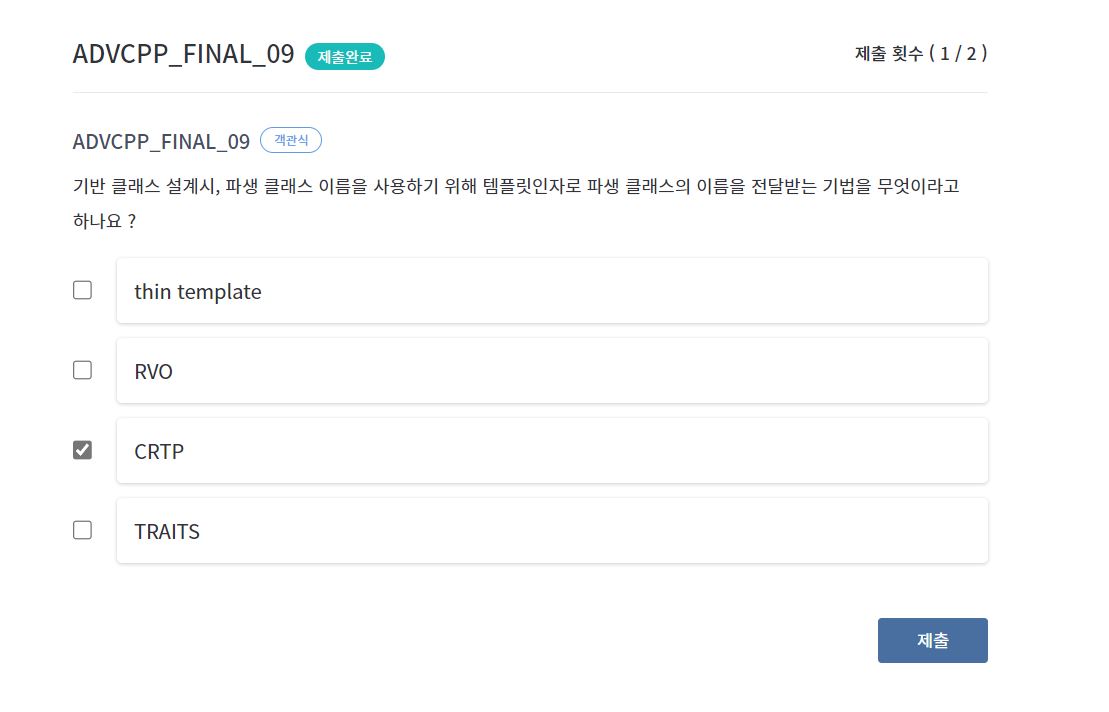 ADVCPP_FINAL_09 제출완료 제출 횟수 ( 1 / 2 )
ADVCPP_FINAL_09 객관식
기반 클래스 설계시, 파생 클래스 이름을 사용하기 위해 템플릿인자로 파생 클래스의 이름을 전달받는 기법을 무엇이라고
하나요 ?
thin template
RVO
CRTP
TRAITS
제출